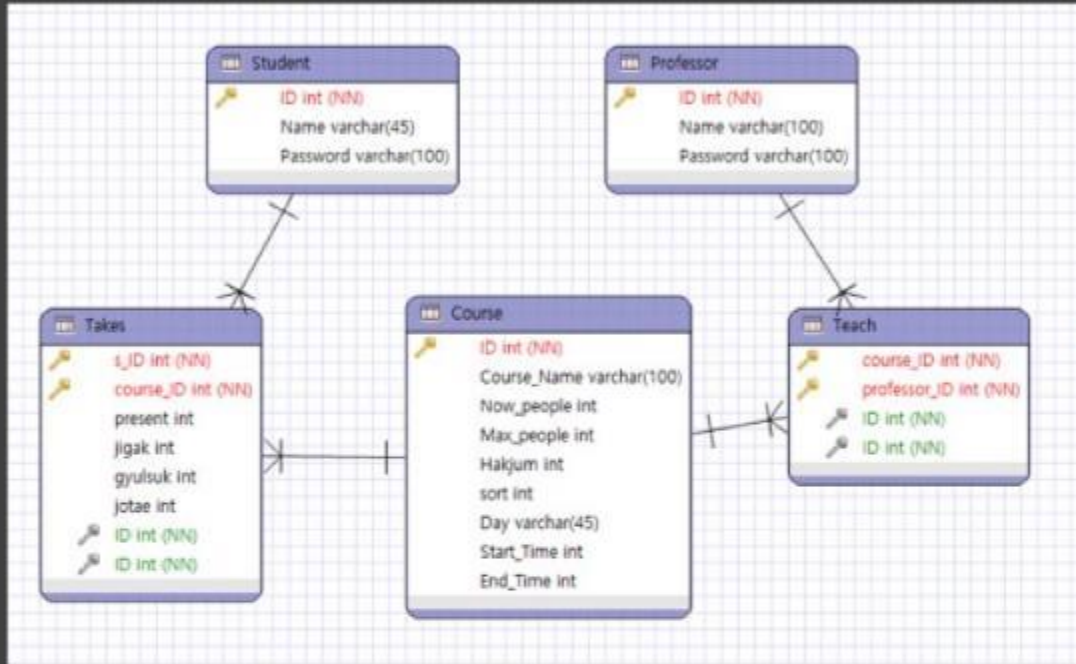 Student
ID int (NN)
Name varchar(45)
Password varchar(100)
Professor
ID int (NN)
Name varchar(100)
Password varchar(100)
Takes
s_ID int (NN)
course_ID int (NN)
present int
jigak int
gyulsuk int
jotae int
ID int (NN)
ID int (NN)
Course
ID int (NN)
Course_Name varchar(100)
Now_people int
Max_people int
Hakjum int
sort int
Day varchar(45)
Start_Time int
End_Time int
Teach
course_ID int (NN)
professor_ID int (NN)
ID int (NN)
ID int (NN)